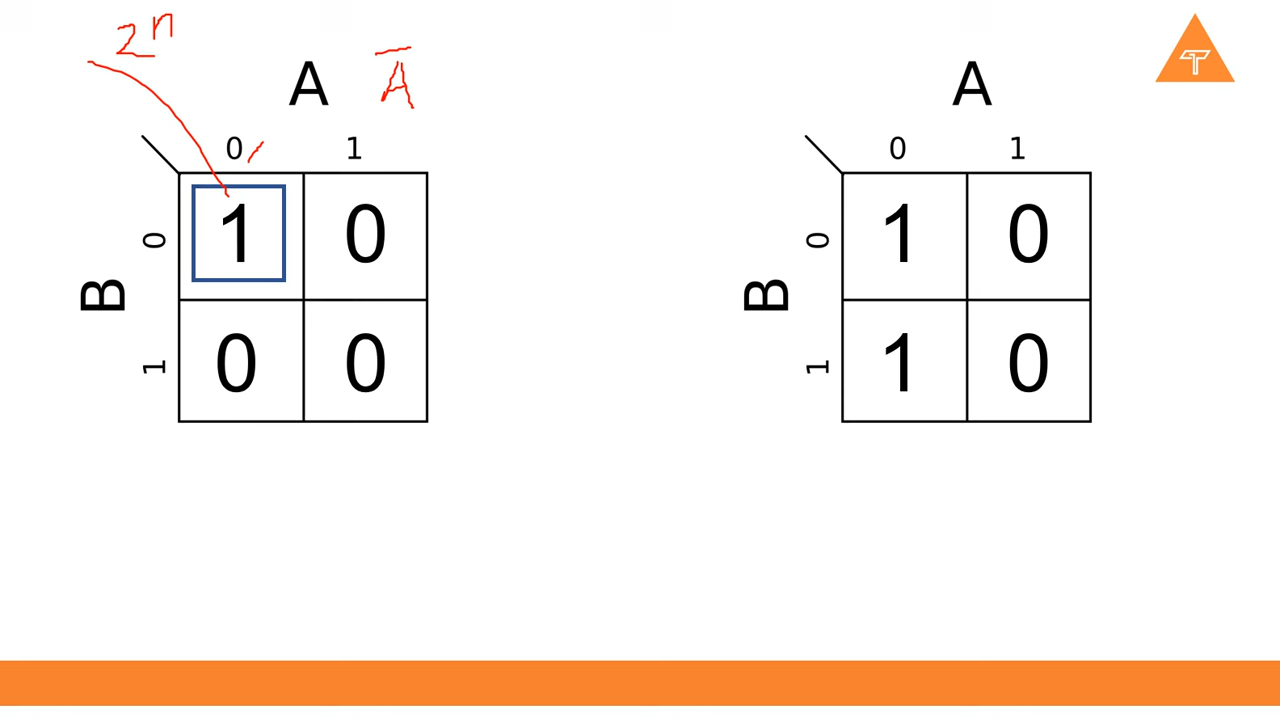 2ⁿ
A Ā A
0 1 0 1
0 1 0 0 1 0
B B
1 0 0 1 1 0
T